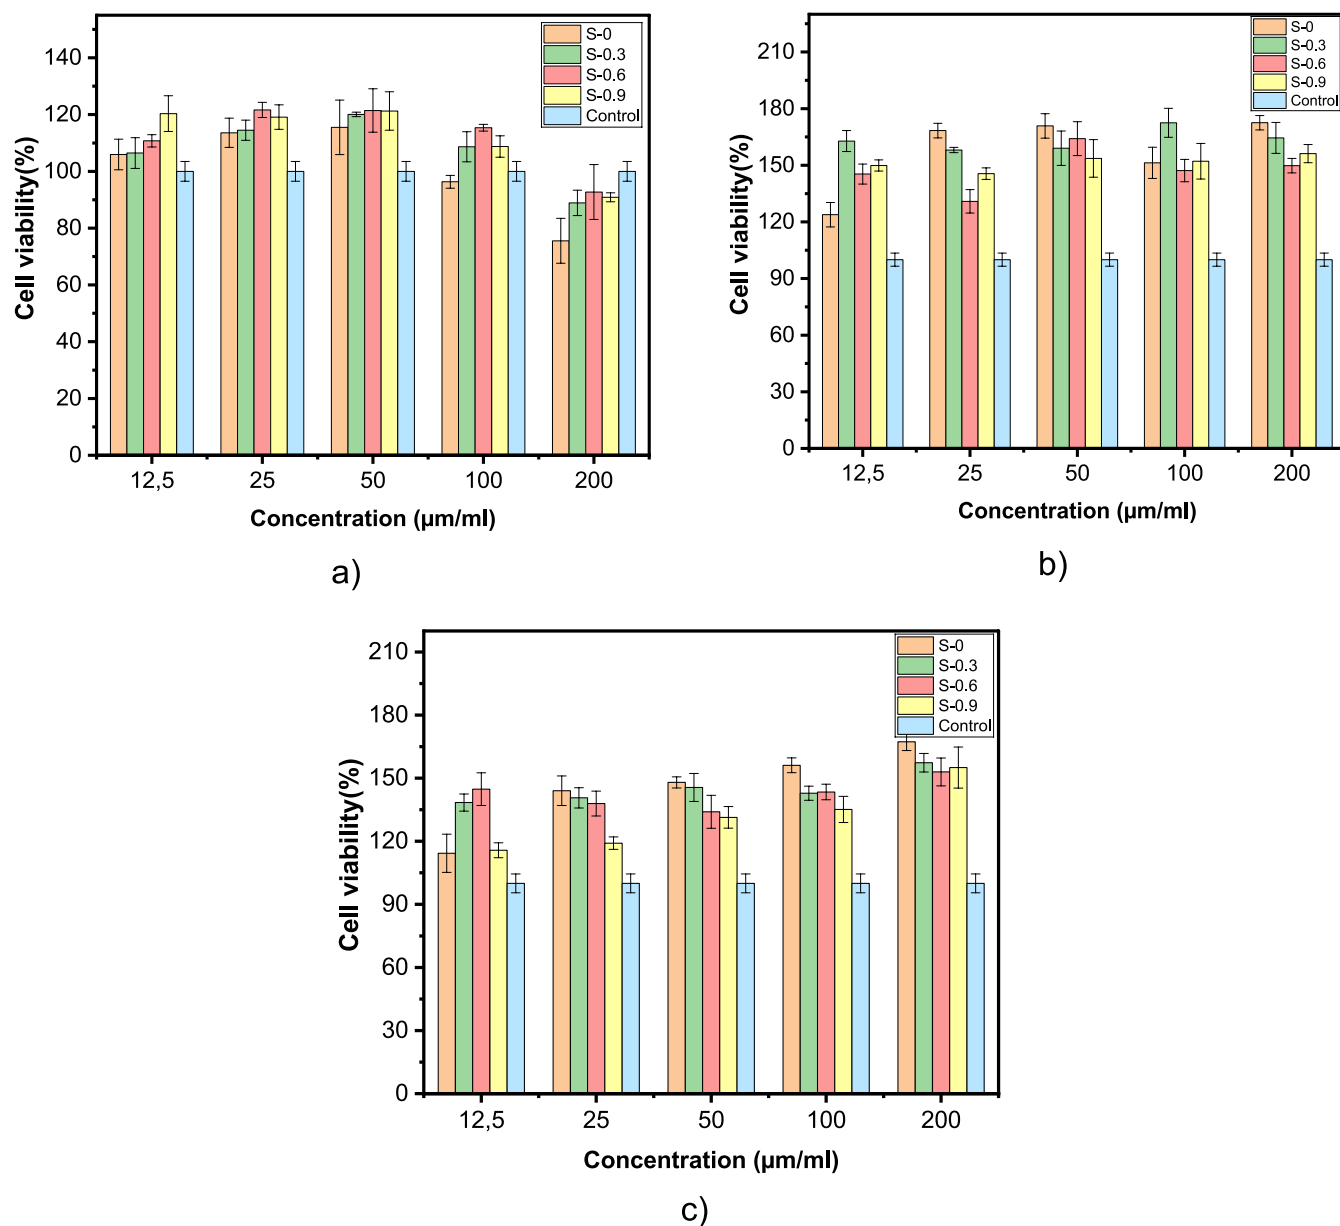 S-0
S-0.3
S-0.6
S-0.9
Control
140
120
100
80
60
40
20
0
Cell viability(%)
12,5 25 50 100 200
Concentration (µm/ml)
a)
S-0
S-0.3
S-0.6
S-0.9
Control
210
180
150
120
90
60
30
0
Cell viability(%)
12,5 25 50 100 200
Concentration (µm/ml)
b)
S-0
S-0.3
S-0.6
S-0.9
Control
210
180
150
120
90
60
30
0
Cell viability(%)
12,5 25 50 100 200
Concentration (µm/ml)
c)